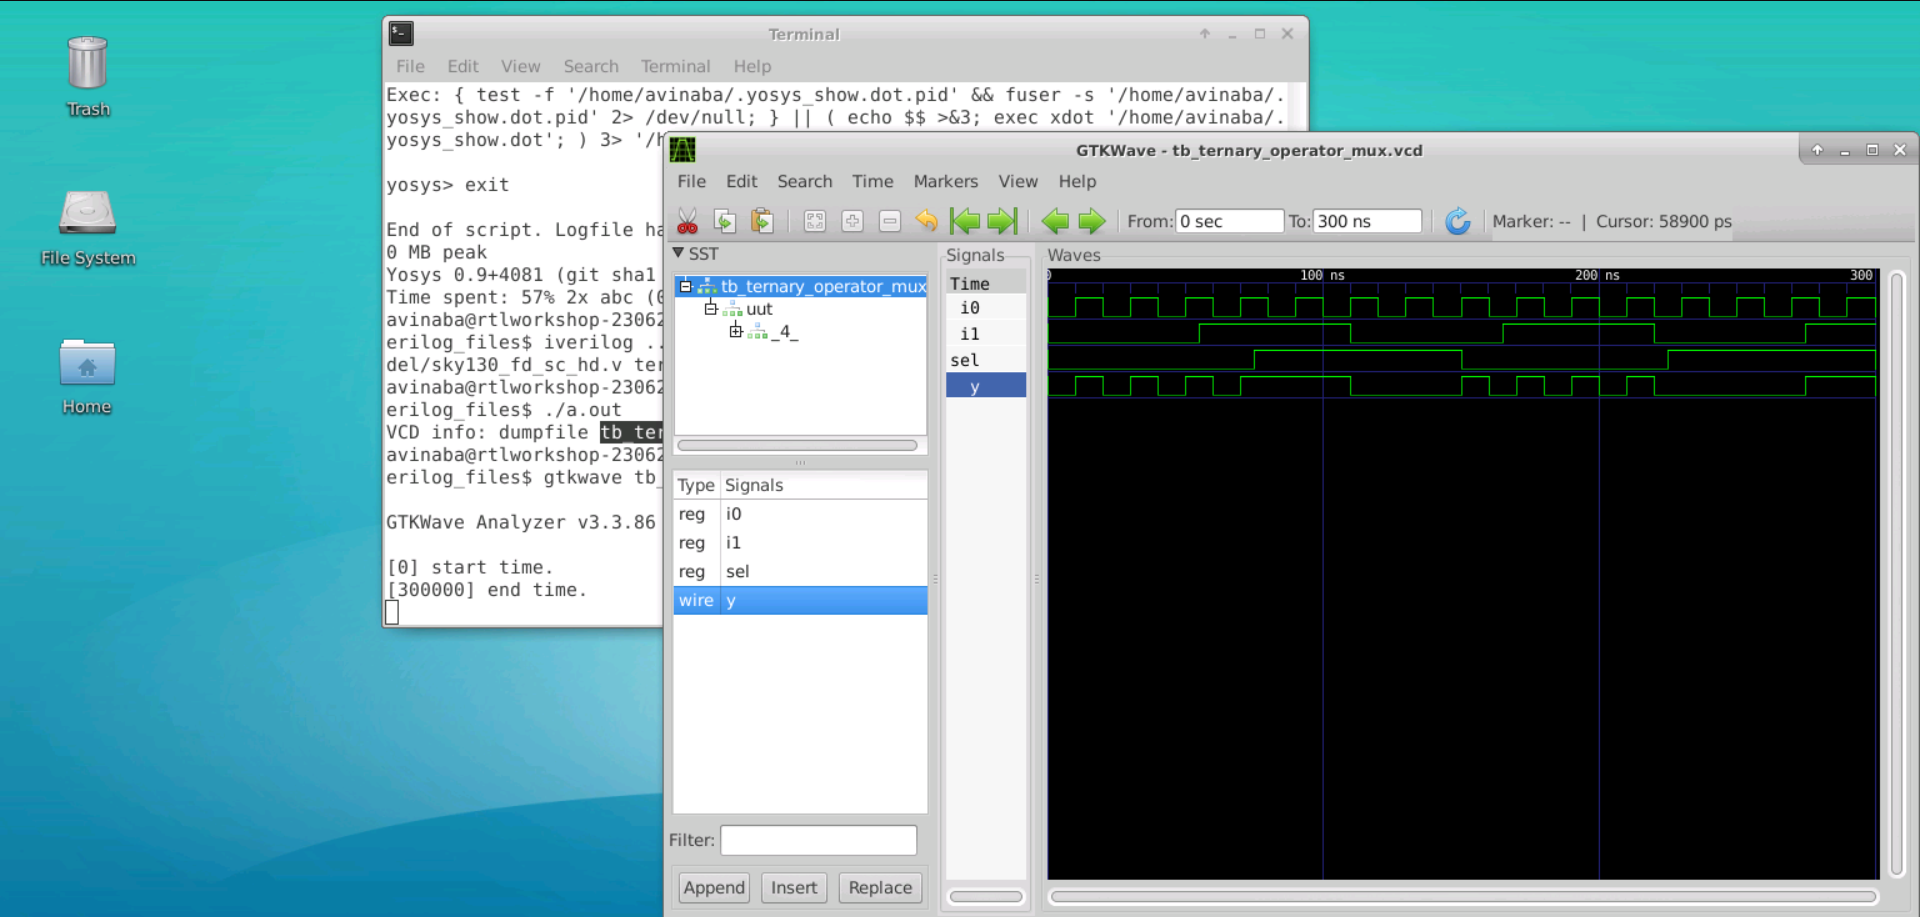 Trash
File System
Home
Terminal
File Edit View Search Terminal Help
Exec: { test -f '/home/avinaba/.yosys_show.dot.pid' && fuser -s '/home/avinaba/.
yosys_show.dot.pid' 2> /dev/null; } || ( echo $$ >&3; exec xdot '/home/avinaba/.
yosys_show.dot'; ) 3> '/h
yosys> exit
End of script. Logfile ha
0 MB peak
Yosys 0.9+4081 (git sha1
Time spent: 57% 2x abc (0
avinaba@rtlworkshop-23062
erilog_files$ iverilog ..
del/sky130_fd_sc_hd.v ter
avinaba@rtlworkshop-23062
erilog_files$ ./a.out
VCD info: dumpfile tb_ter
avinaba@rtlworkshop-23062
erilog_files$ gtkwave tb_
GTKWave Analyzer v3.3.86
[0] start time.
[300000] end time.
GTKWave - tb_ternary_operator_mux.vcd
File Edit Search Time Markers View Help
From: 0 sec To: 300 ns Marker: -- | Cursor: 58900 ps
SST
tb_ternary_operator_mux
uut
_4_
Type Signals
reg i0
reg i1
reg sel
wire y
Filter:
Append Insert Replace
Signals
Time
i0
i1
sel
y
Waves
0 100 ns 200 ns 300